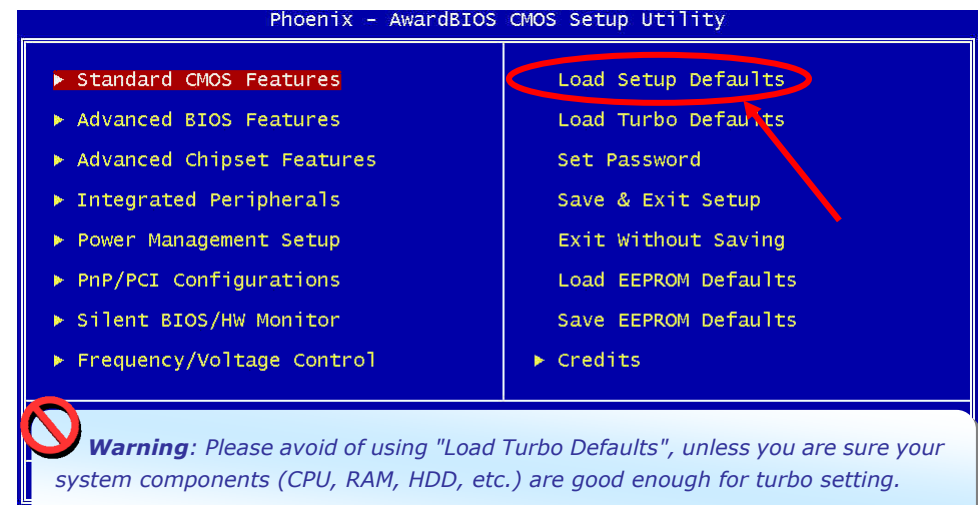 Phoenix - AwardBIOS CMOS Setup Utility
Standard CMOS Features
Advanced BIOS Features
Advanced Chipset Features
Integrated Peripherals
Power Management Setup
PnP/PCI Configurations
Silent BIOS/HW Monitor
Frequency/Voltage Control
Load Setup Defaults
Load Turbo Defaults
Set Password
Save & Exit Setup
Exit Without Saving
Load EEPROM Defaults
Save EEPROM Defaults
Credits
Warning: Please avoid of using "Load Turbo Defaults", unless you are sure your
system components (CPU, RAM, HDD, etc.) are good enough for turbo setting.